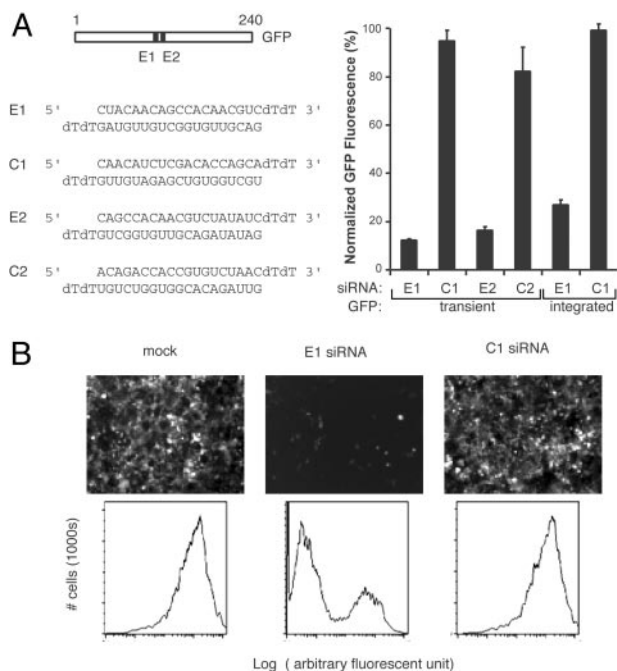 A
1 240
GFP
E1 E2
E1 5' CUACAACAGCCACAACGUCdTdT 3'
dTdTGAUGUUGUCGGUGUUGCAG
C1 5' CAACAUCUCGACACCAGCAdTdT 3'
dTdTGUUGUAGAGCUGUGGUCGU
E2 5' CAGCCACAACGUCUAUAUCdTdT 3'
dTdTGUCGGUGUUGCAGAUAUAG
C2 5' ACAGACCACCGUGUCUAACdTdT 3'
dTdTUGUCUGGUGGCACAGAUUG
Normalized GFP Fluorescence (%)
100
80
60
40
20
0
siRNA: E1 C1 E2 C2 E1 C1
GFP: transient integrated
B
mock E1 siRNA C1 siRNA
# cells (1000s)
Log ( arbitrary fluorescent unit)